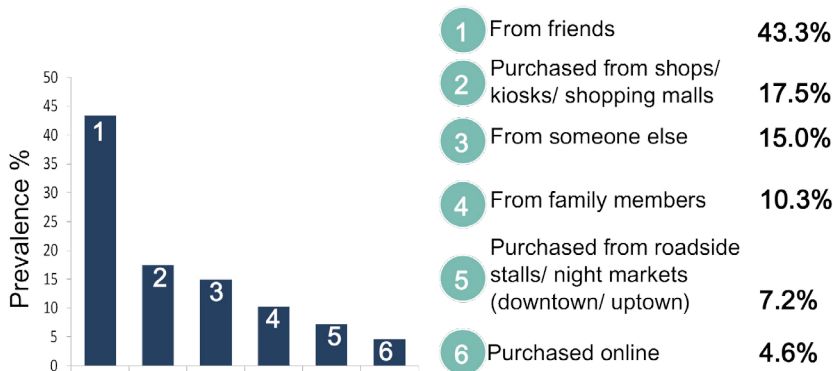 Prevalence %
50
45
40
35
30
25
20
15
10
5
0
1
2
3
4
5
6
1 From friends 43.3%
2 Purchased from shops/
kiosks/ shopping malls 17.5%
3 From someone else 15.0%
4 From family members 10.3%
5 Purchased from roadside
stalls/ night markets
(downtown/ uptown) 7.2%
6 Purchased online 4.6%